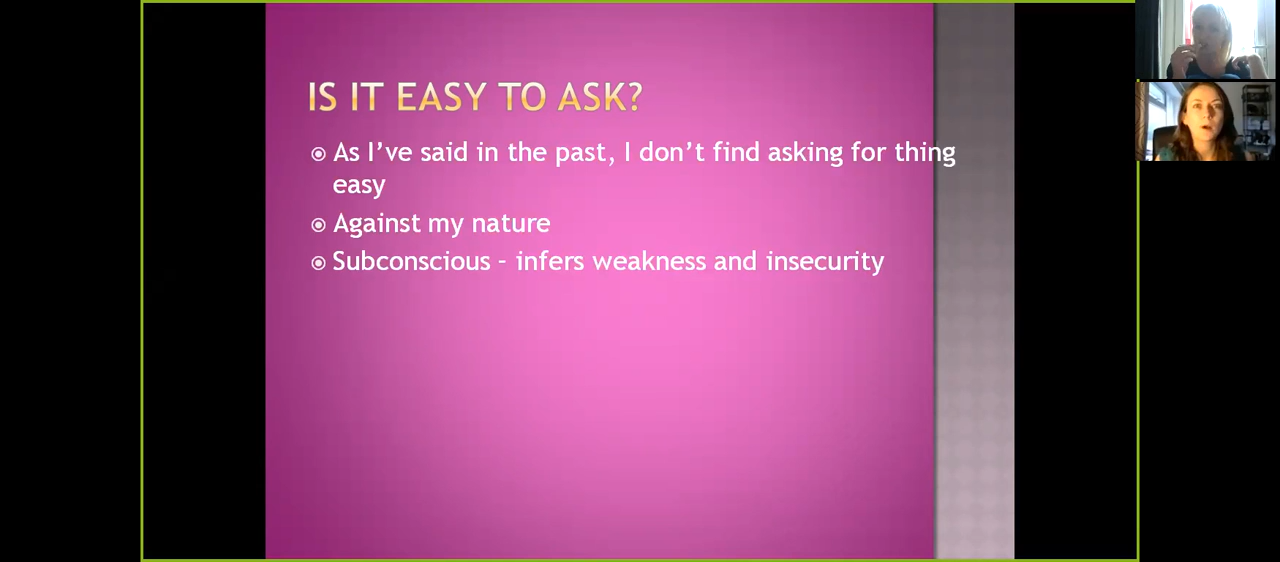 IS IT EASY TO ASK?
As I’ve said in the past, I don’t find asking for thing
easy
Against my nature
Subconscious – infers weakness and insecurity